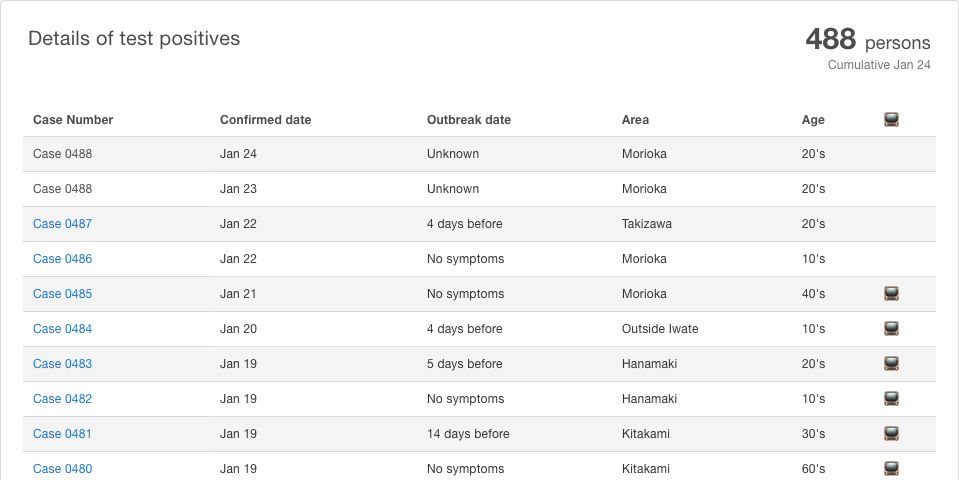 Details of test positives
488 persons
Cumulative Jan 24
Case Number Confirmed date Outbreak date Area Age
Case 0488 Jan 24 Unknown Morioka 20's
Case 0488 Jan 23 Unknown Morioka 20's
Case 0487 Jan 22 4 days before Takizawa 20's
Case 0486 Jan 22 No symptoms Morioka 10's
Case 0485 Jan 21 No symptoms Morioka 40's
Case 0484 Jan 20 4 days before Outside Iwate 10's
Case 0483 Jan 19 5 days before Hanamaki 20's
Case 0482 Jan 19 No symptoms Hanamaki 10's
Case 0481 Jan 19 14 days before Kitakami 30's
Case 0480 Jan 19 No symptoms Kitakami 60's